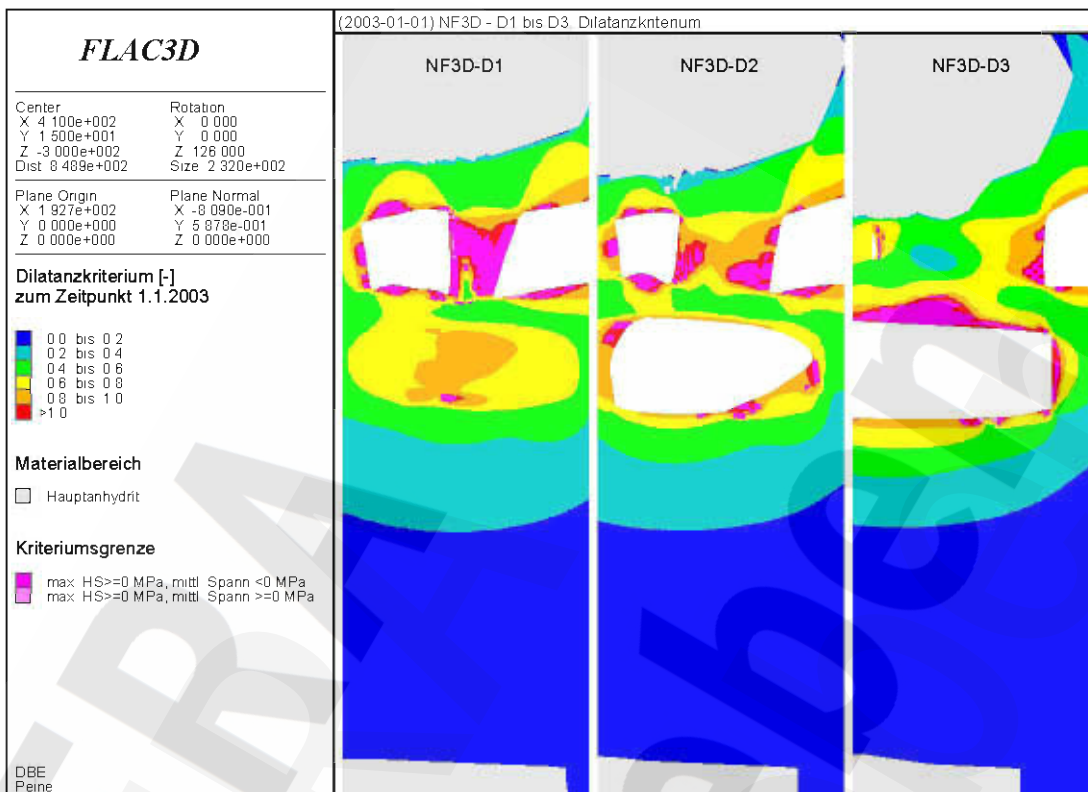 (2003-01-01) NF3D - D1 bis D3 Dilatanzkriterium
FLAC3D
Center
X 4 100e+002
Y 1 500e+001
Z -3 000e+002
Dist 8 489e+002
Rotation
X 0 000
Y 0 000
Z 126 000
Size 2 320e+002
Plane Origin
X 1 927e+002
Y 0 000e+000
Z 0 000e+000
Plane Normal
X -8 090e-001
Y 5 878e-001
Z 0 000e+000
Dilatanzkriterium [-]
zum Zeitpunkt 1.1.2003
0 0 bis 0 2
0 2 bis 0 4
0 4 bis 0 6
0 6 bis 0 8
0 8 bis 1 0
>1 0
Materialbereich
Hauptanhydrit
Kriteriumsgrenze
max HS>=0 MPa, mittl Spann <0 MPa
max HS>=0 MPa, mittl Spann >=0 MPa
DBE
Peine
NF3D-D1
NF3D-D2
NF3D-D3